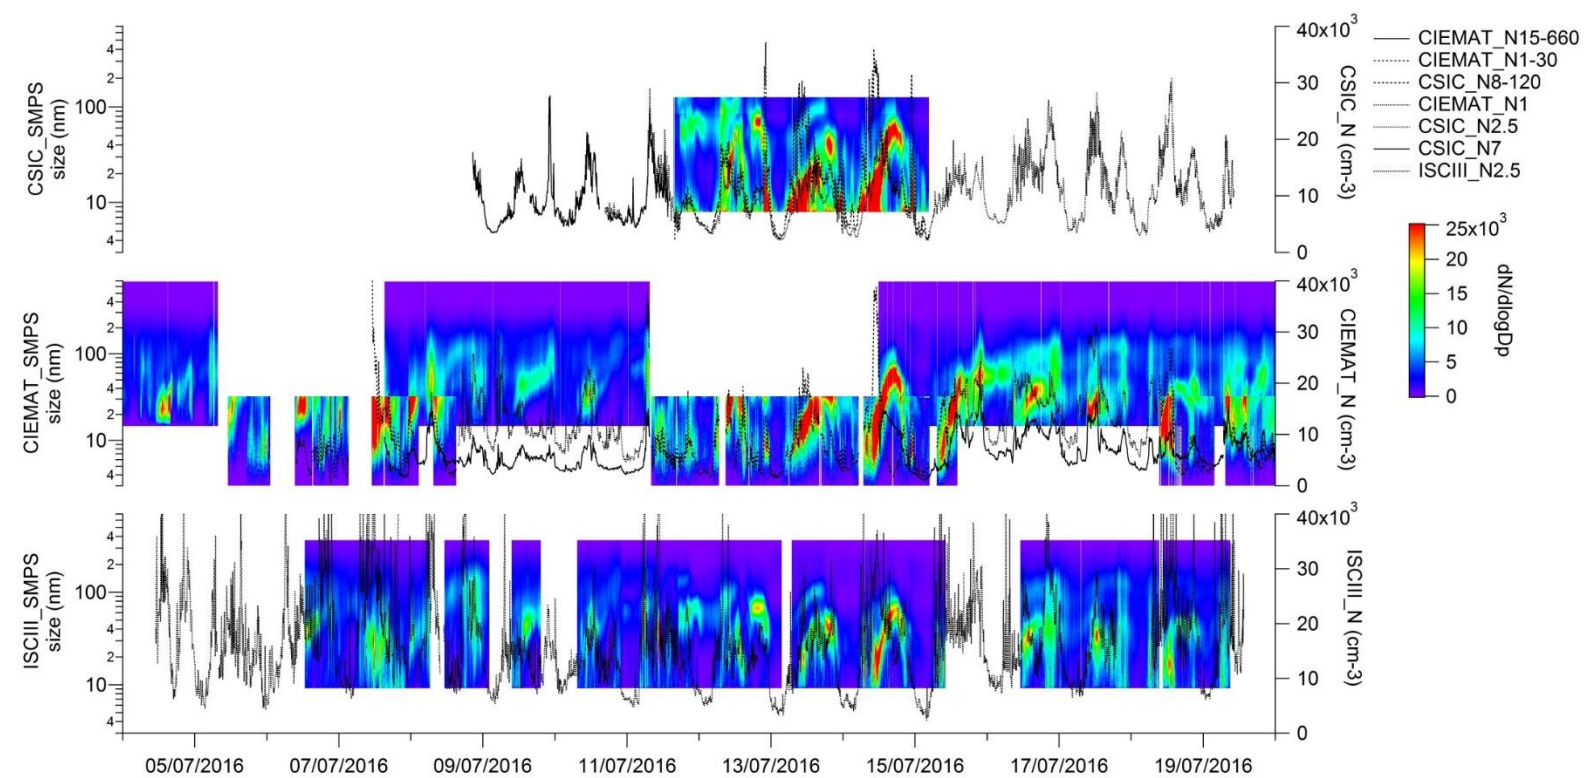 CSIC_SMPS
size (nm)
4
2
100
4
2
10
4
40x10³
30
20
10
0
CSIC_N (cm-3)
CIEMAT_N15-660
CIEMAT_N1-30
CSIC_N8-120
CIEMAT_N1
CSIC_N2.5
CSIC_N7
ISCIII_N2.5
25x10³
20
15
10
5
0
dN/dlogDp
CIEMAT_SMPS
size (nm)
4
2
100
4
2
10
4
40x10³
30
20
10
0
CIEMAT_N (cm-3)
ISCIII_SMPS
size (nm)
4
2
100
4
2
10
4
40x10³
30
20
10
0
ISCIII_N (cm-3)
05/07/2016 07/07/2016 09/07/2016 11/07/2016 13/07/2016 15/07/2016 17/07/2016 19/07/2016